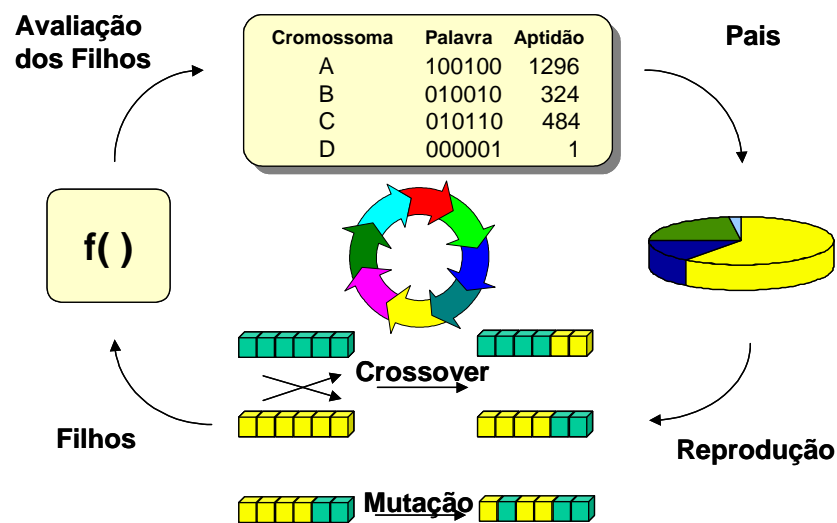 Avaliação
dos Filhos
Cromossoma Palavra Aptidão
A 100100 1296
B 010010 324
C 010110 484
D 000001 1
Pais
f( )
Crossover
Filhos
Reprodução
Mutação